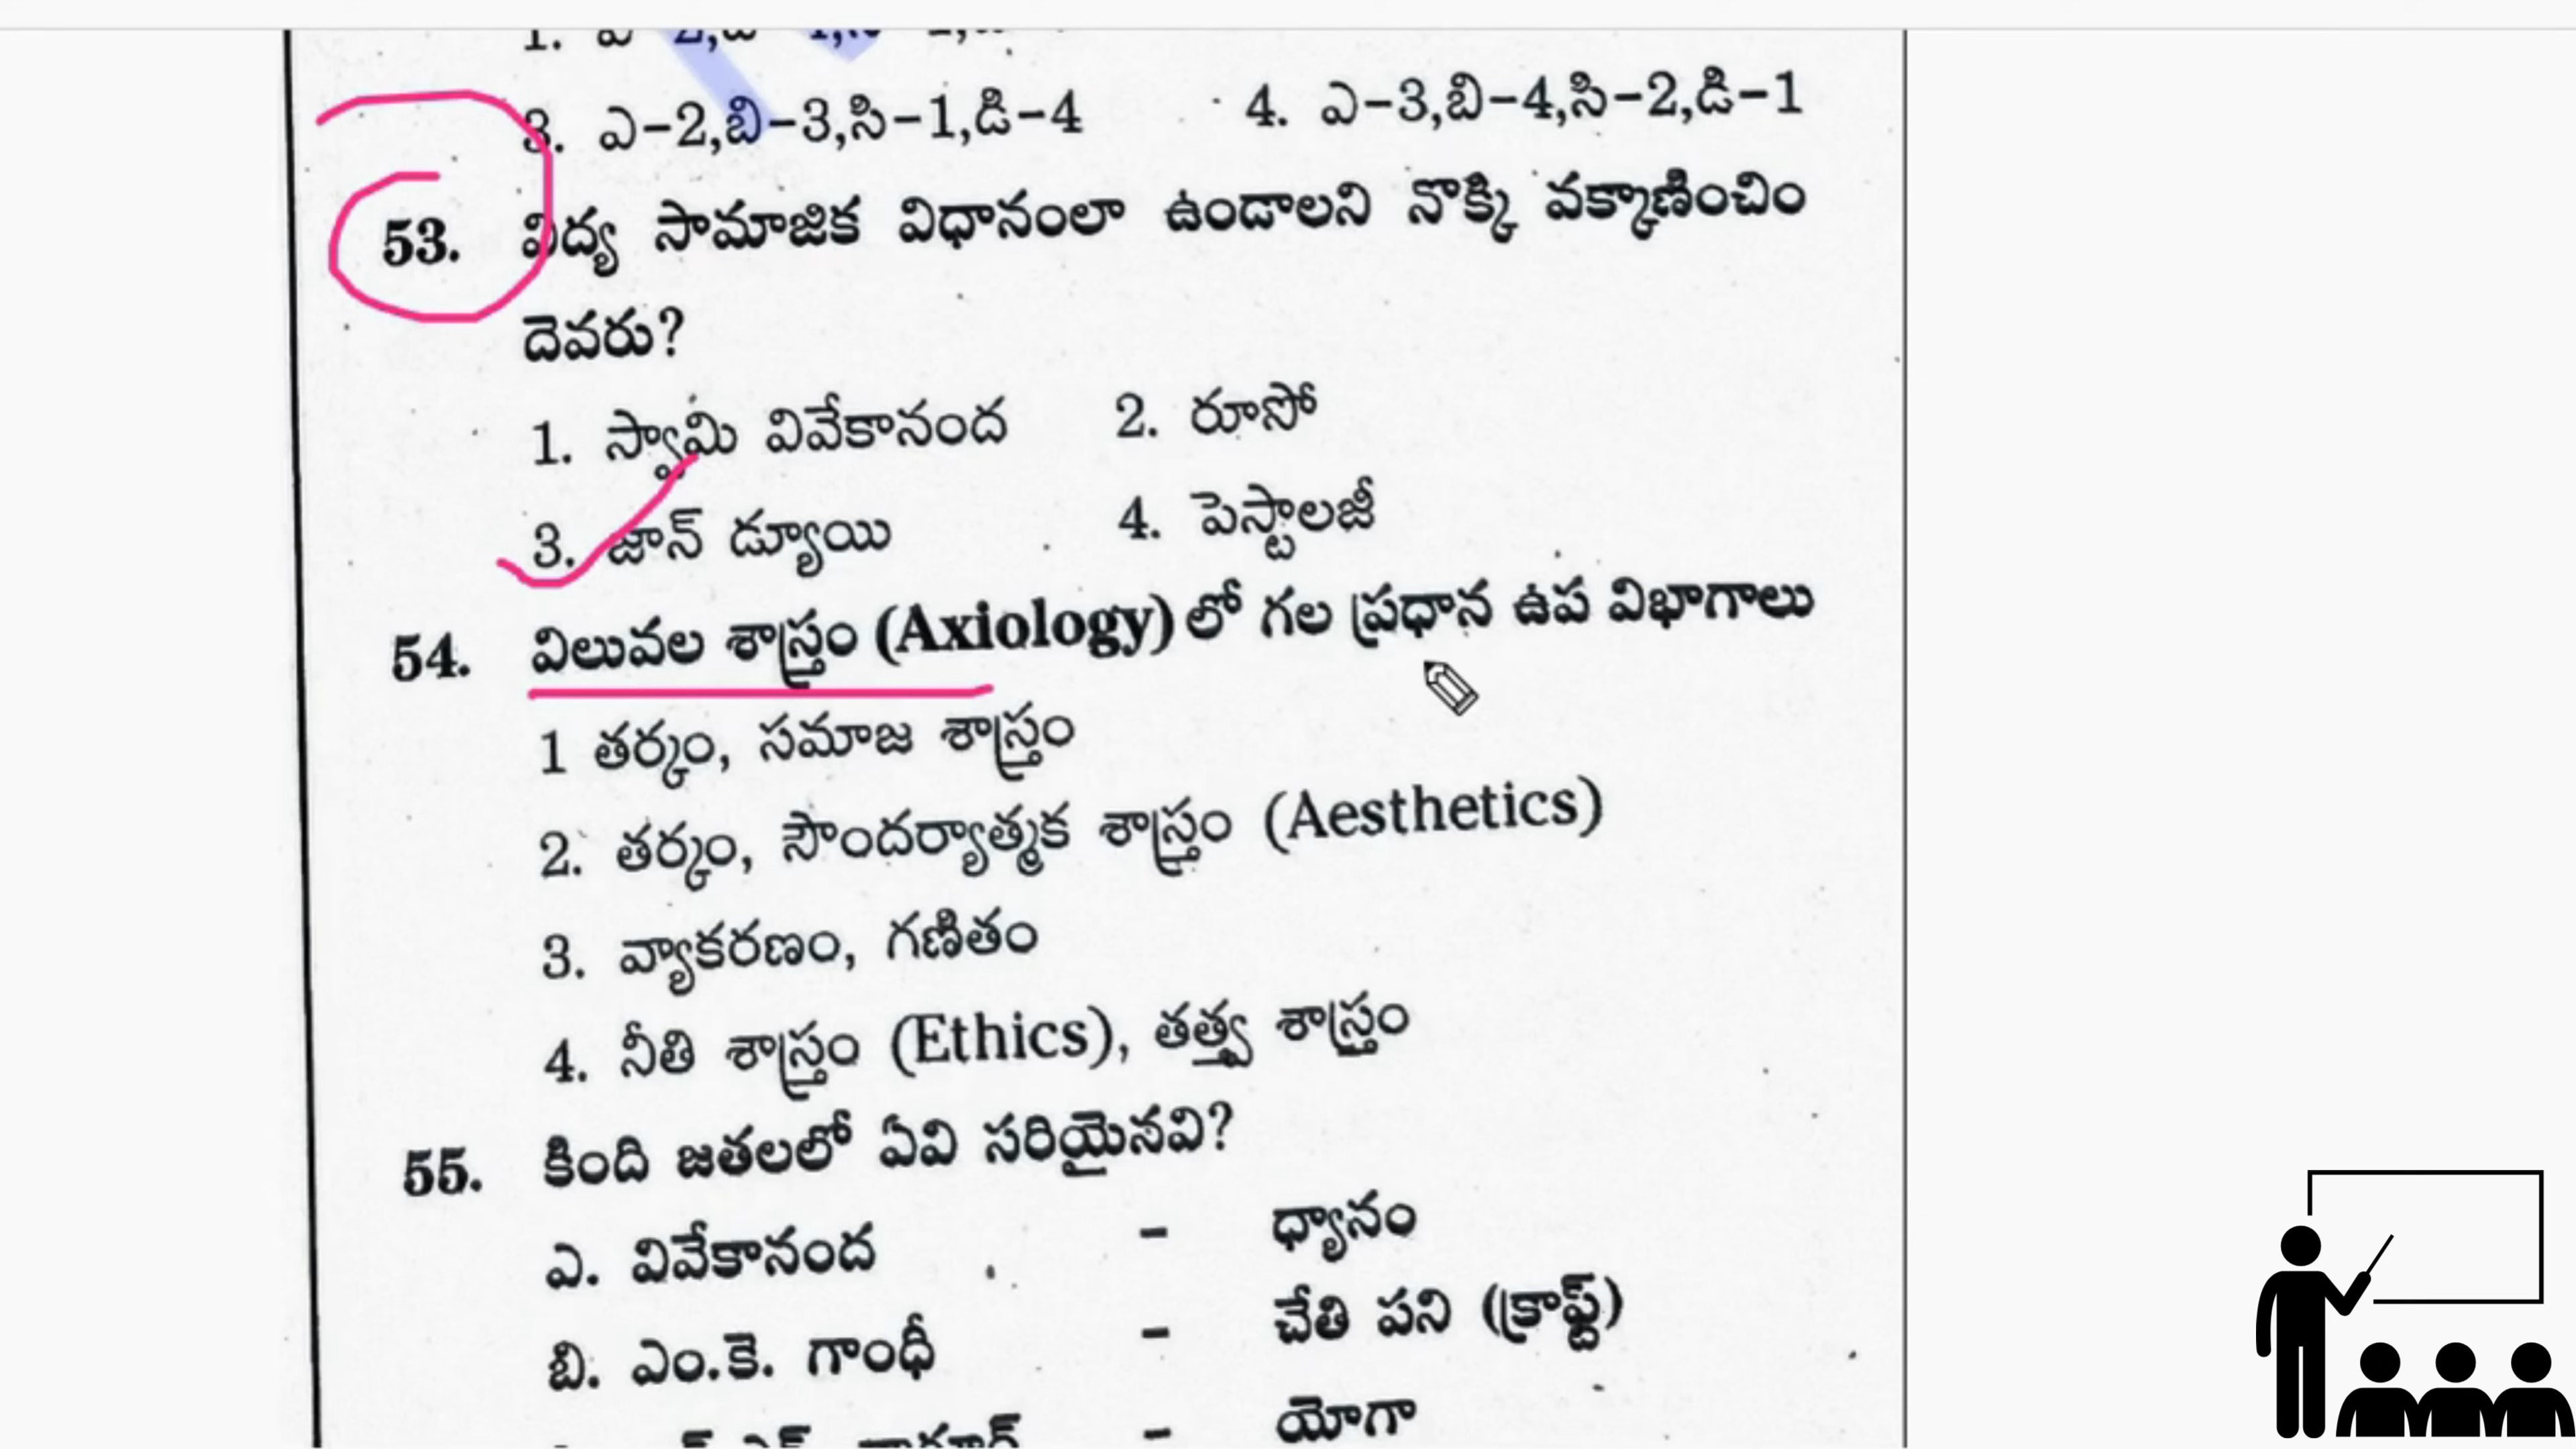 3. ఎ-2,బి-3,సి-1,డి-4 4. ఎ-3,బి-4,సి-2,డి-1
53. విద్య సామాజిక విధానంలా ఉండాలని నొక్కి వక్కాణించిం
దెవరు?
1. స్వామి వివేకానంద 2. రూసో
3. జాన్ డ్యూయి 4. పెస్టాలజీ
54. విలువల శాస్త్రం (Axiology) లో గల ప్రధాన ఉప విభాగాలు
1 తర్కం, సమాజ శాస్త్రం
2. తర్కం, సౌందర్యాత్మక శాస్త్రం (Aesthetics)
3. వ్యాకరణం, గణితం
4. నీతి శాస్త్రం (Ethics), తత్త్వ శాస్త్రం
55. కింది జతలలో ఏవి సరియైనవి?
ఎ. వివేకానంద - ధ్యానం
బి. ఎం.కె. గాంధీ - చేతి పని (క్రాఫ్ట్)
- యోగా